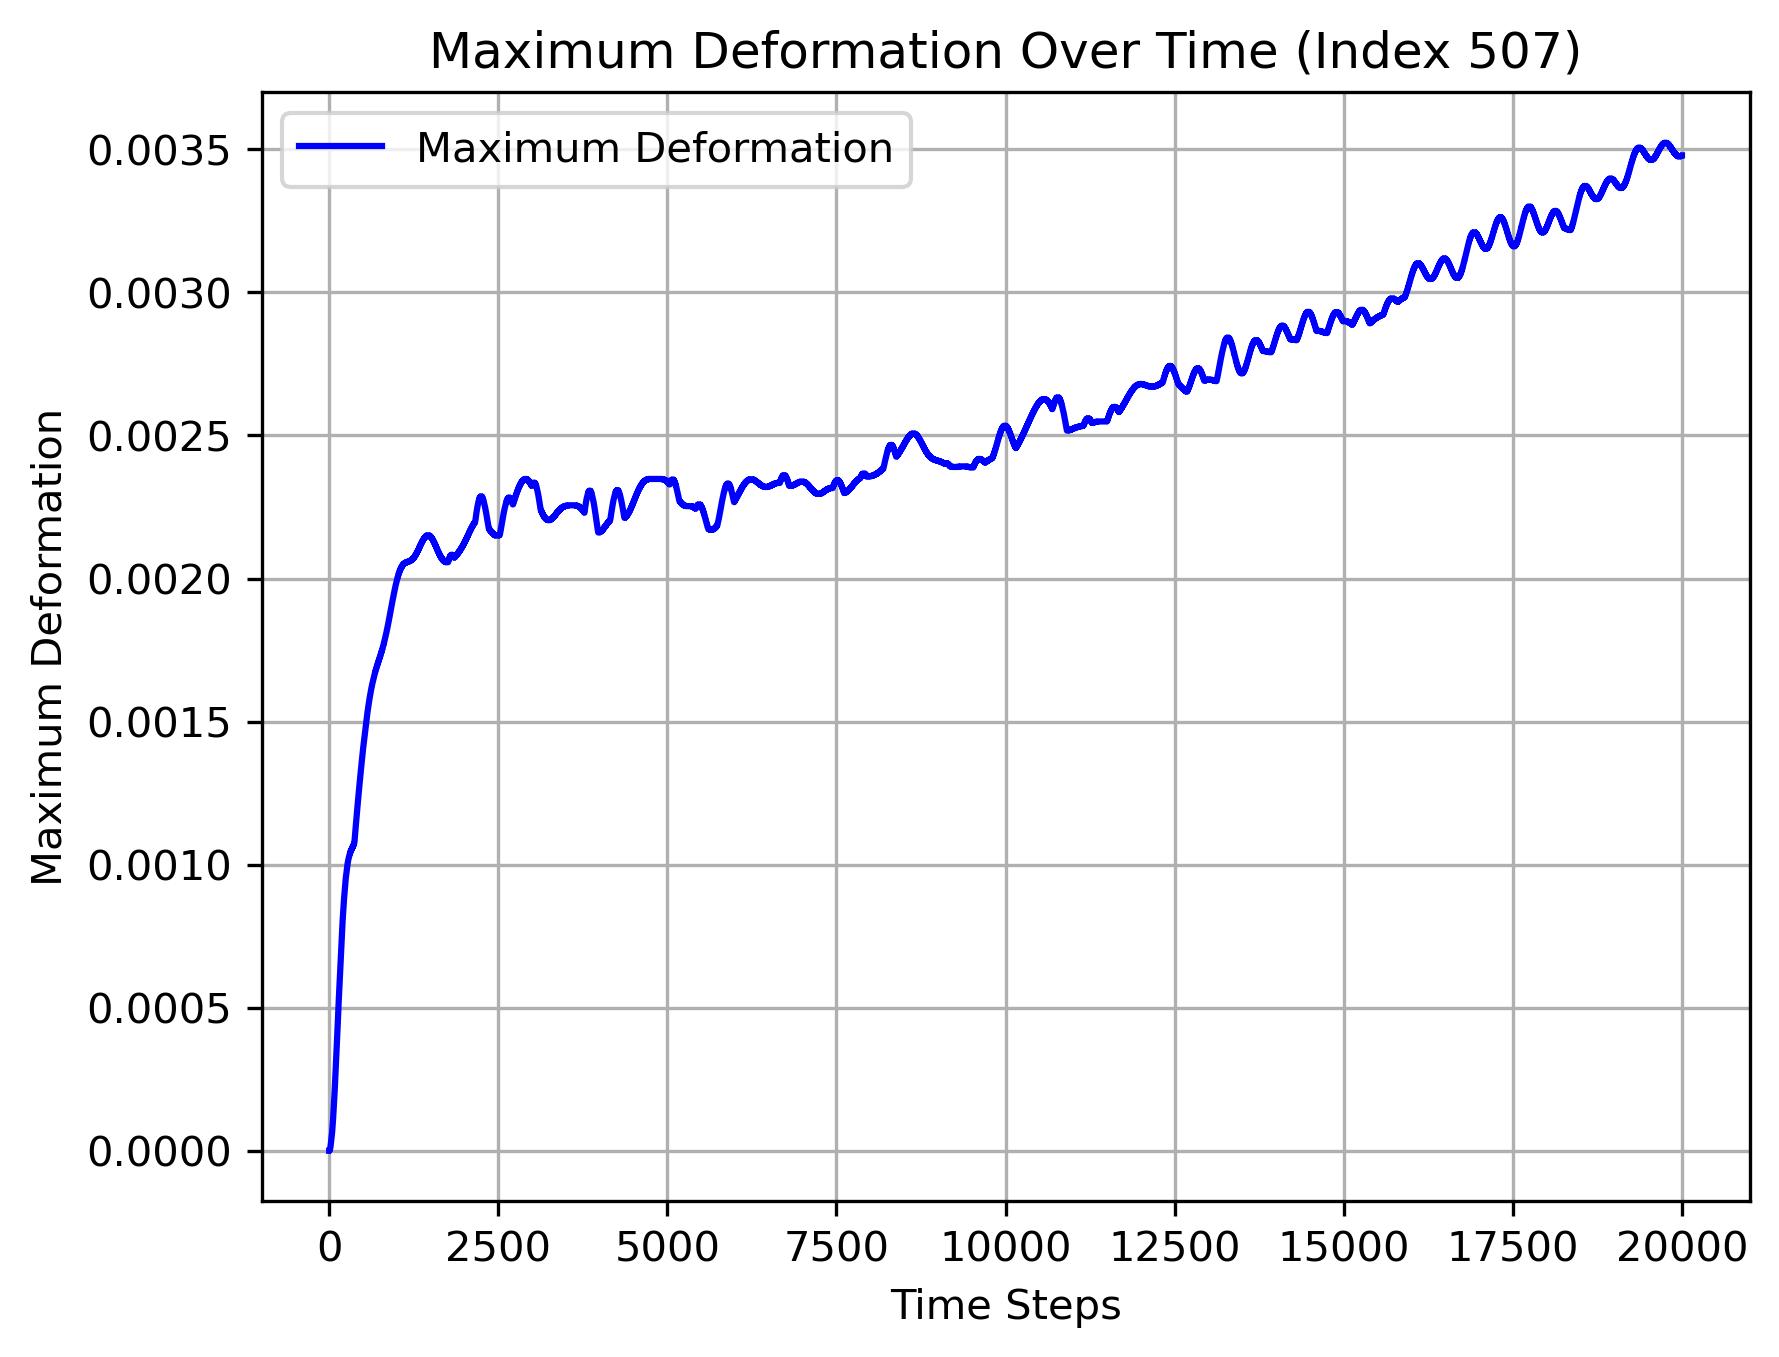 Maximum Deformation Over Time (Index 507)
Maximum Deformation
0.0035
0.0030
0.0025
0.0020
0.0015
0.0010
0.0005
0.0000
Maximum Deformation
0 2500 5000 7500 10000 12500 15000 17500 20000
Time Steps